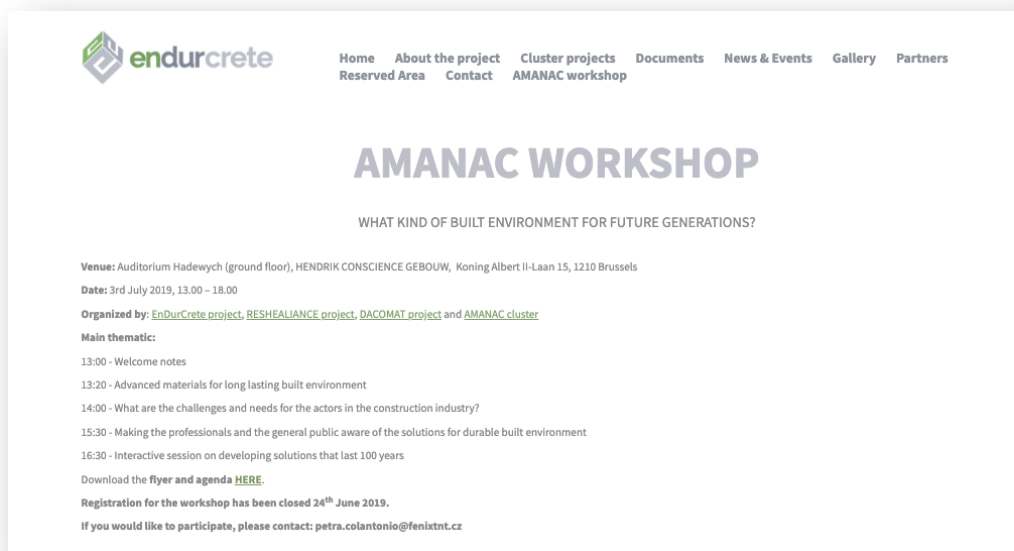 endurcrete
Home About the project Cluster projects Documents News & Events Gallery Partners
Reserved Area Contact AMANAC workshop
AMANAC WORKSHOP
WHAT KIND OF BUILT ENVIRONMENT FOR FUTURE GENERATIONS?
Venue: Auditorium Hadewych (ground floor), HENDRIK CONSCIENCE GEBOUW, Koning Albert II-Laan 15, 1210 Brussels
Date: 3rd July 2019, 13.00 – 18.00
Organized by: EnDurCrete project, RESHEALIANCE project, DACOMAT project and AMANAC cluster
Main thematic:
13:00 - Welcome notes
13:20 - Advanced materials for long lasting built environment
14:00 - What are the challenges and needs for the actors in the construction industry?
15:30 - Making the professionals and the general public aware of the solutions for durable built environment
16:30 - Interactive session on developing solutions that last 100 years
Download the flyer and agenda HERE.
Registration for the workshop has been closed 24th June 2019.
If you would like to participate, please contact: petra.colantonio@fenixtnt.cz